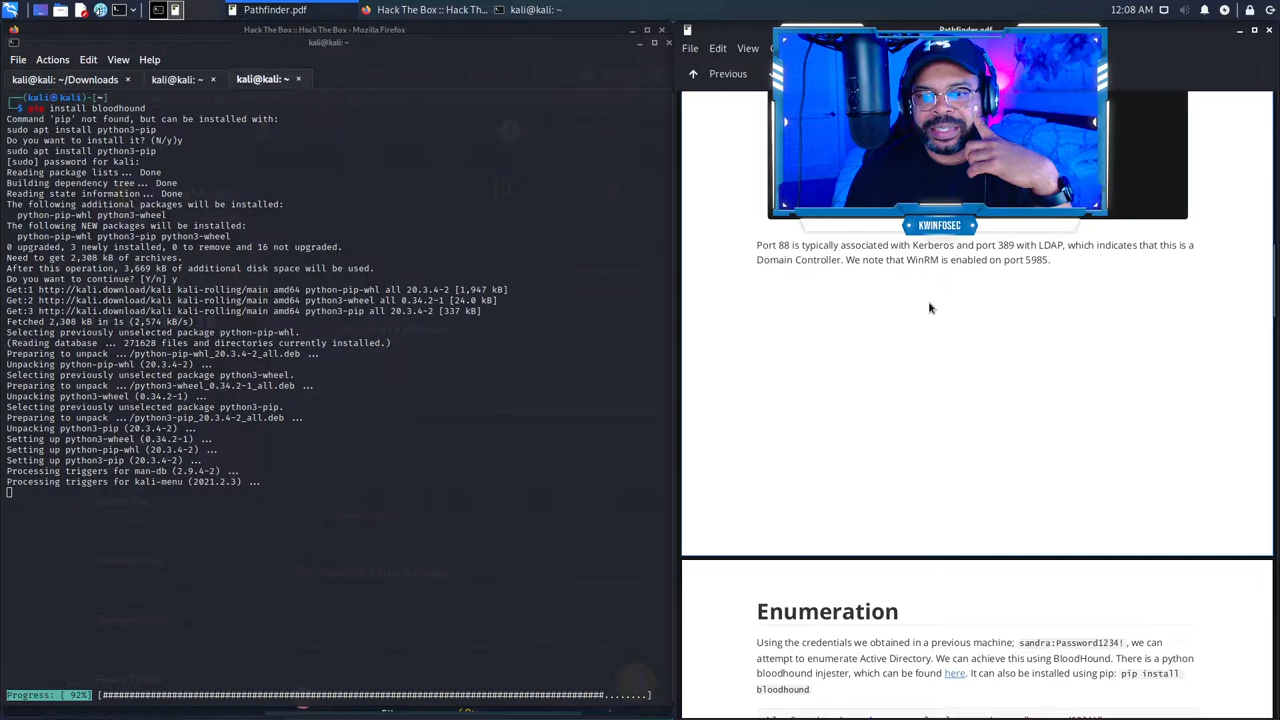 Pathfinder.pdf
Hack The Box :: Hack Th...
kali@kali: ~
12:08 AM
Hack The Box :: Hack The Box - Mozilla Firefox
kali@kali: ~
File Actions Edit View Help
kali@kali: ~/Downloads
kali@kali: ~
kali@kali: ~
┌──(kali㉿kali)-[~]
└─$ pip install bloodhound
Command 'pip' not found, but can be installed with:
sudo apt install python3-pip
Do you want to install it? (N/y)y
sudo apt install python3-pip
[sudo] password for kali:
Reading package lists... Done
Building dependency tree... Done
Reading state information... Done
The following additional packages will be installed:
python-pip-whl python3-wheel
The following NEW packages will be installed:
python-pip-whl python3-pip python3-wheel
0 upgraded, 3 newly installed, 0 to remove and 16 not upgraded.
Need to get 2,308 kB of archives.
After this operation, 3,669 kB of additional disk space will be used.
Do you want to continue? [Y/n] y
Get:1 http://kali.download/kali kali-rolling/main amd64 python-pip-whl all 20.3.4-2 [1,947 kB]
Get:2 http://kali.download/kali kali-rolling/main amd64 python3-wheel all 0.34.2-1 [24.0 kB]
Get:3 http://kali.download/kali kali-rolling/main amd64 python3-pip all 20.3.4-2 [337 kB]
Fetched 2,308 kB in 1s (2,574 kB/s)
Selecting previously unselected package python-pip-whl.
(Reading database ... 271628 files and directories currently installed.)
Preparing to unpack .../python-pip-whl_20.3.4-2_all.deb ...
Unpacking python-pip-whl (20.3.4-2) ...
Selecting previously unselected package python3-wheel.
Preparing to unpack .../python3-wheel_0.34.2-1_all.deb ...
Unpacking python3-wheel (0.34.2-1) ...
Selecting previously unselected package python3-pip.
Preparing to unpack .../python3-pip_20.3.4-2_all.deb ...
Unpacking python3-pip (20.3.4-2) ...
Setting up python3-wheel (0.34.2-1) ...
Setting up python-pip-whl (20.3.4-2) ...
Setting up python3-pip (20.3.4-2) ...
Processing triggers for man-db (2.9.4-2) ...
Processing triggers for kali-menu (2021.2.3) ...
Progress: [ 92%] [##########################################################################################........]
File Edit View
Previous
KWINFOSEC
Port 88 is typically associated with Kerberos and port 389 with LDAP, which indicates that this is a
Domain Controller. We note that WinRM is enabled on port 5985.
Enumeration
Using the credentials we obtained in a previous machine; sandra:Password1234! , we can
attempt to enumerate Active Directory. We can achieve this using BloodHound. There is a python
bloodhound injester, which can be found here. It can also be installed using pip: pip install
bloodhound